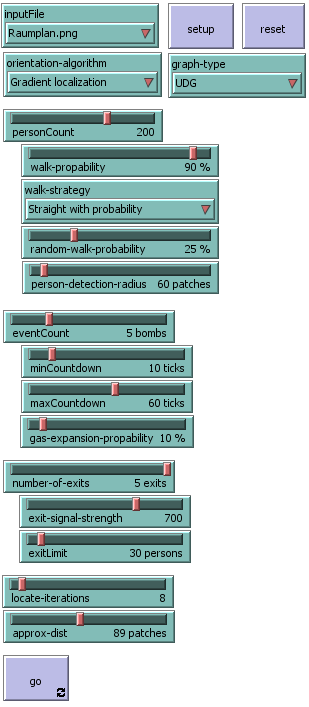 inputFile
Raumplan.png
setup
reset
orientation-algorithm
Gradient localization
graph-type
UDG
personCount 200
walk-propability 90 %
walk-strategy
Straight with probability
random-walk-probability 25 %
person-detection-radius 60 patches
eventCount 5 bombs
minCountdown 10 ticks
maxCountdown 60 ticks
gas-expansion-propability 10 %
number-of-exits 5 exits
exit-signal-strength 700
exitLimit 30 persons
locate-iterations 8
approx-dist 89 patches
go